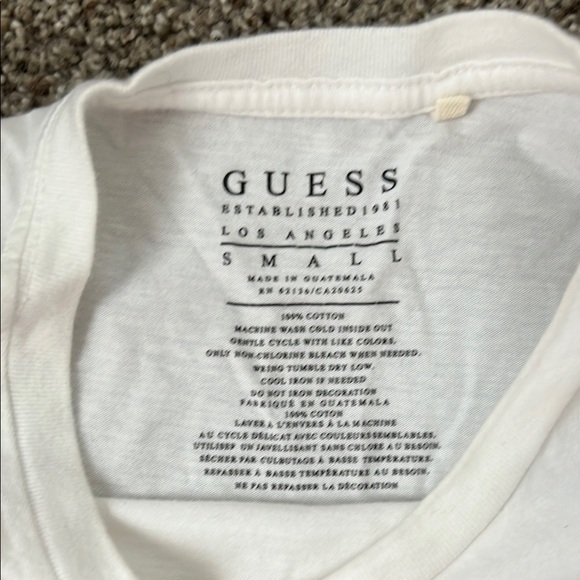 GUESS
ESTABLISHED 1981
LOS ANGELES
SMALL
MADE IN GUATEMALA
RN 62136/CA29625
100% COTTON
MACHINE WASH COLD INSIDE OUT
GENTLE CYCLE WITH LIKE COLORS.
ONLY NON-CHLORINE BLEACH WHEN NEEDED.
WRING TUMBLE DRY LOW.
COOL IRON IF NEEDED
DO NOT IRON DECORATION
FABRIQUÉ EN GUATEMALA
100% COTON
LAVER À L'ENVERS À LA MACHINE
AU CYCLE DÉLICAT AVEC COULEURS SEMBLABLES.
UTILISER UN JAVELLISANT SANS CHLORE AU BESOIN.
SÉCHER PAR CULBUTAGE À BASSE TEMPÉRATURE.
REPASSER À BASSE TEMPÉRATURE AU BESOIN.
NE PAS REPASSER LA DÉCORATION